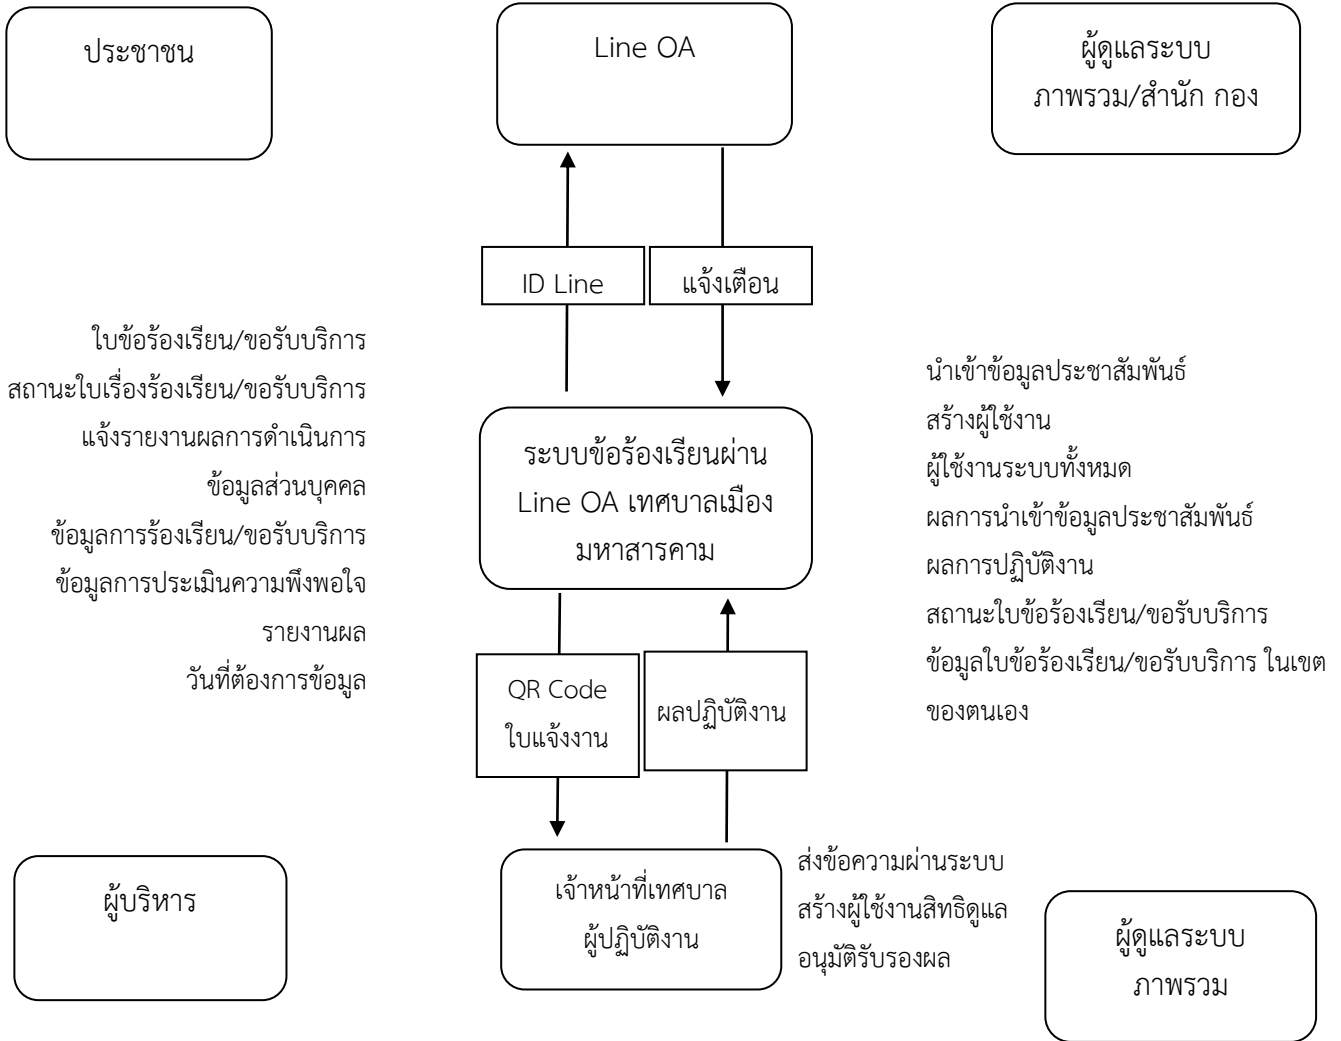 ประชาชน
Line OA
ผู้ดูแลระบบ
ภาพรวม/สำนัก กอง
ID Line
แจ้งเตือน
ใบข้อร้องเรียน/ขอรับบริการ
สถานะใบเรื่องร้องเรียน/ขอรับบริการ
แจ้งรายงานผลการดำเนินการ
ข้อมูลส่วนบุคคล
ข้อมูลการร้องเรียน/ขอรับบริการ
ข้อมูลการประเมินความพึงพอใจ
รายงานผล
วันที่ต้องการข้อมูล
ระบบข้อร้องเรียนผ่าน
Line OA เทศบาลเมือง
มหาสารคาม
นำเข้าข้อมูลประชาสัมพันธ์
สร้างผู้ใช้งาน
ผู้ใช้งานระบบทั้งหมด
ผลการนำเข้าข้อมูลประชาสัมพันธ์
ผลการปฏิบัติงาน
สถานะใบข้อร้องเรียน/ขอรับบริการ
ข้อมูลใบข้อร้องเรียน/ขอรับบริการ ในเขต
ของตนเอง
QR Code
ใบแจ้งงาน
ผลปฏิบัติงาน
ผู้บริหาร
เจ้าหน้าที่เทศบาล
ผู้ปฏิบัติงาน
ส่งข้อความผ่านระบบ
สร้างผู้ใช้งานสิทธิดูแล
อนุมัติรับรองผล
ผู้ดูแลระบบ
ภาพรวม